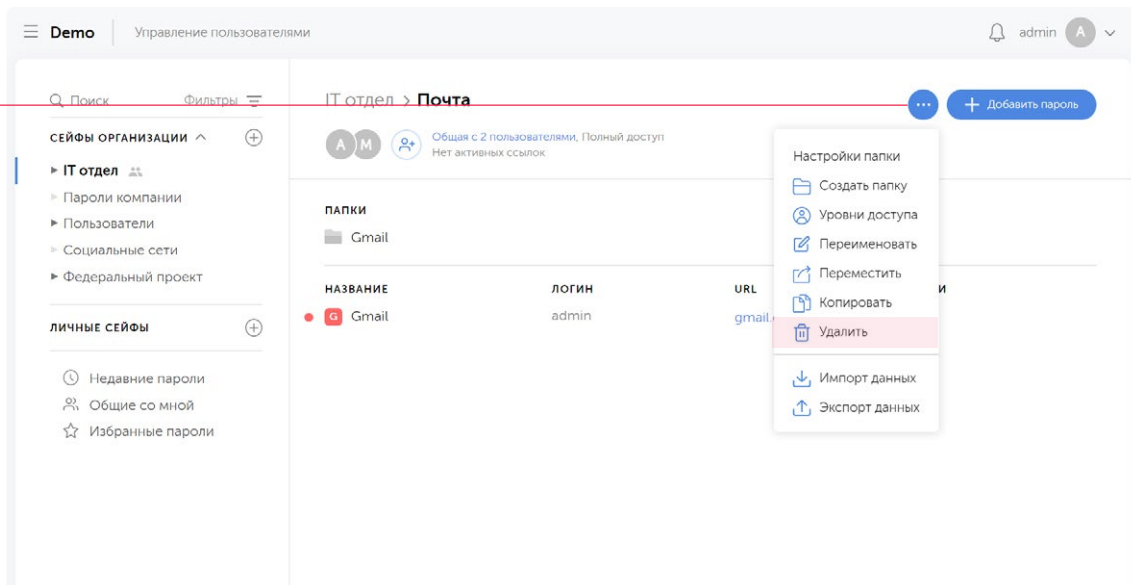 Demo
Управление пользователями
admin
A
Поиск
Фильтры
СЕЙФЫ ОРГАНИЗАЦИИ
IT отдел
Пароли компании
Пользователи
Социальные сети
Федеральный проект
ЛИЧНЫЕ СЕЙФЫ
Недавние пароли
Общие со мной
Избранные пароли
IT отдел > Почта
Добавить пароль
A M
Общая с 2 пользователями, Полный доступ
Нет активных ссылок
ПАПКИ
Gmail
НАЗВАНИЕ ЛОГИН URL
G Gmail admin gmail.
Настройки папки
Создать папку
Уровни доступа
Переименовать
Переместить
Копировать
Удалить
Импорт данных
Экспорт данных